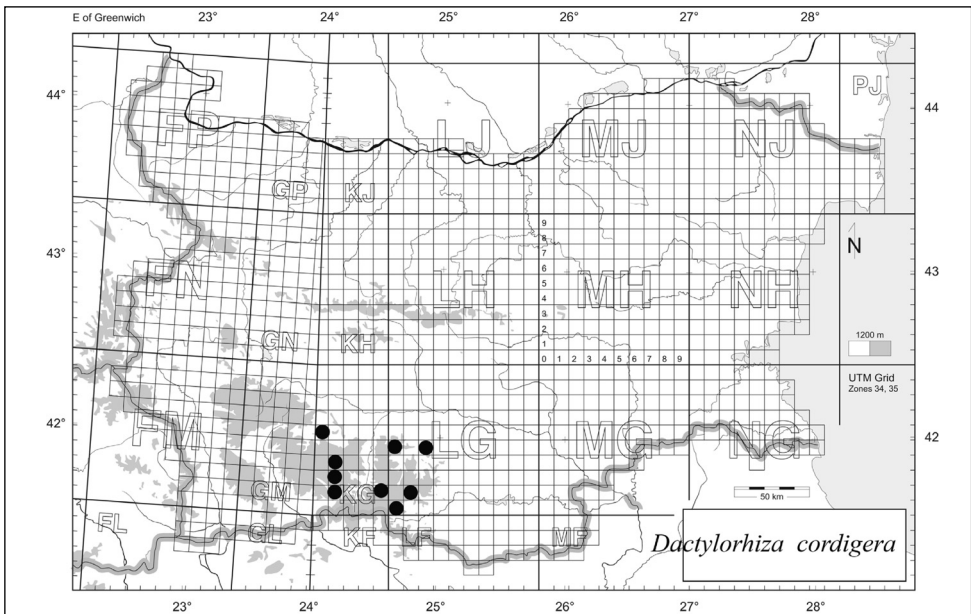 E of Greenwich 23° 24° 25° 26° 27° 28°
44° 44
PJ
FP LJ MJ NJ
GP KJ
9
8
7
6
5
4
3
2
1
0 1 2 3 4 5 6 7 8 9
43° 43
N
FN LH MH NH
GN KH
1200 m
UTM Grid
Zones 34, 35
42° 42
FM LG MG NG
GM KG
50 km
FL GL KF LF MF
Dactylorhiza cordigera
23° 24° 25° 26° 27° 28°